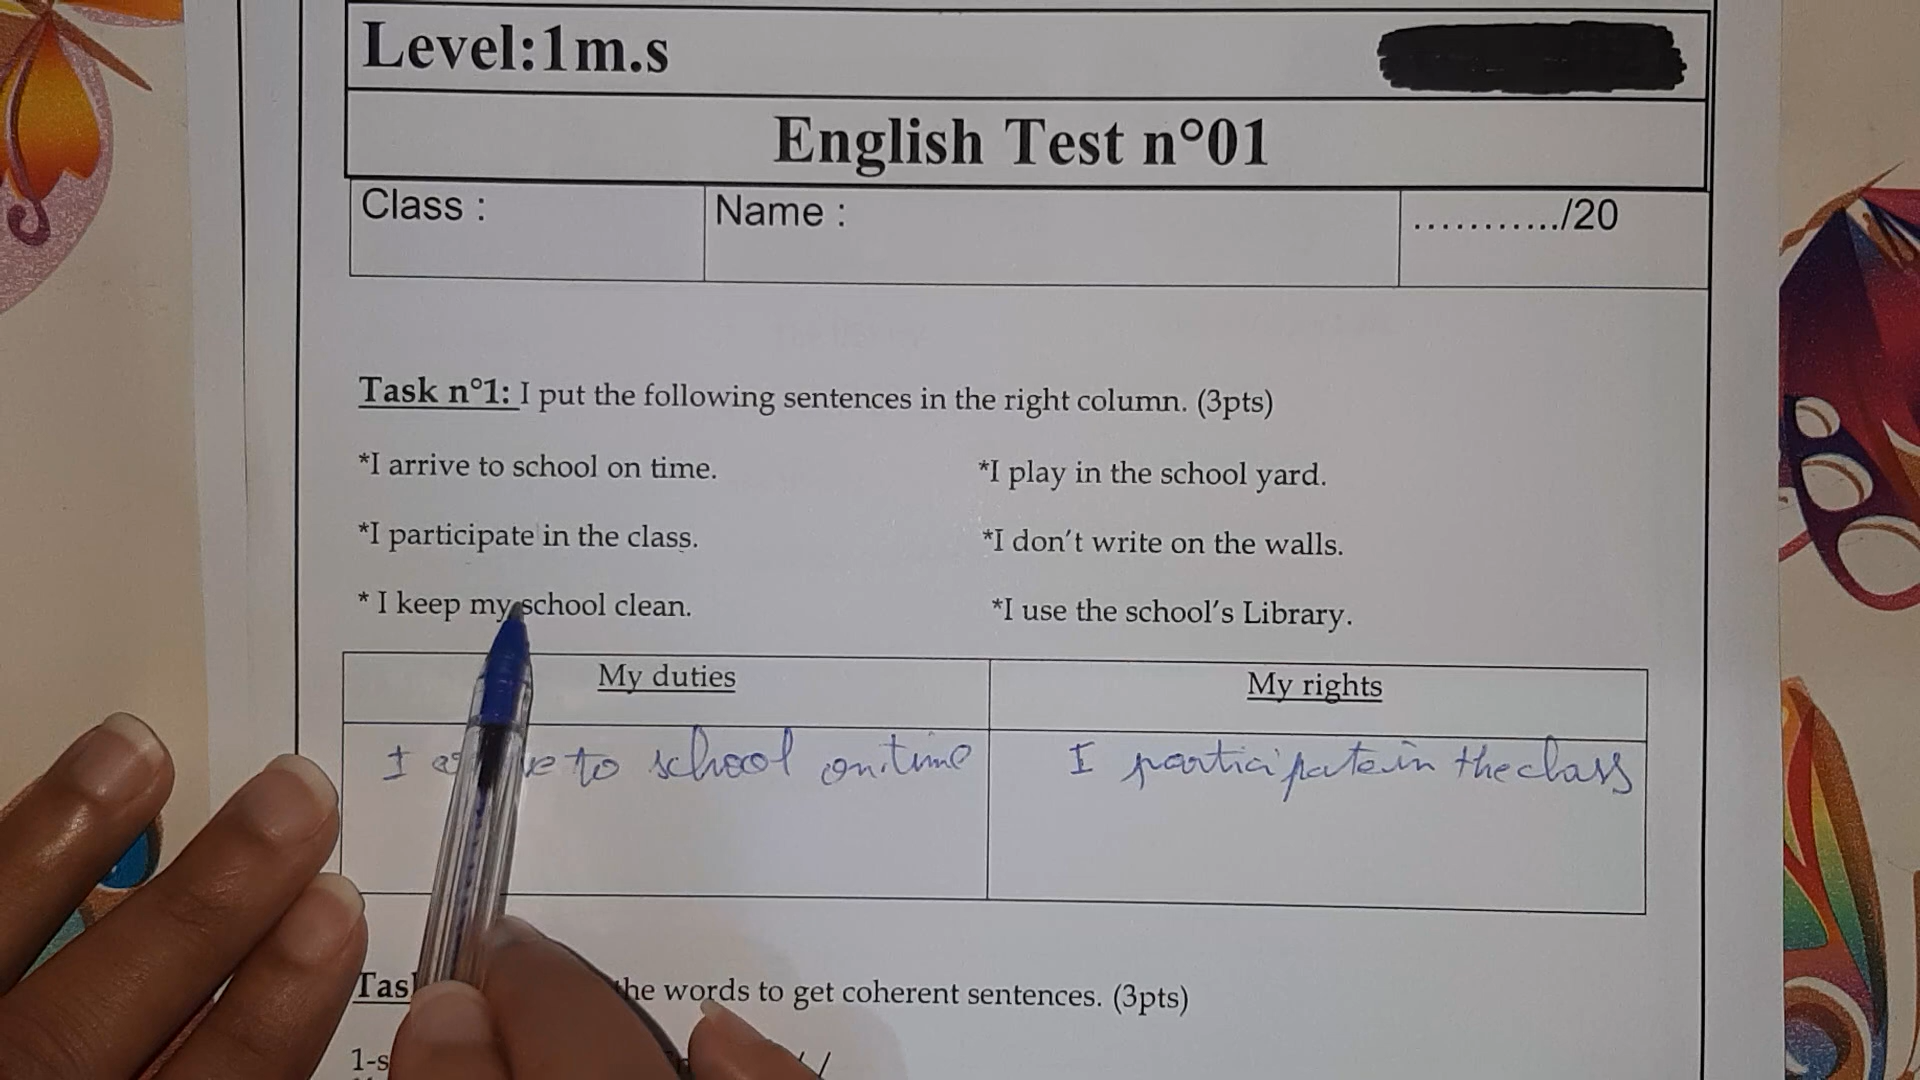 Level:1m.s
English Test n°01
Class :
Name :
.........../20
Task n°1: I put the following sentences in the right column. (3pts)
*I arrive to school on time.
*I play in the school yard.
*I participate in the class.
*I don't write on the walls.
* I keep my school clean.
*I use the school's Library.
My duties
My rights
I to school on time
I participate in the class
the words to get coherent sentences. (3pts)